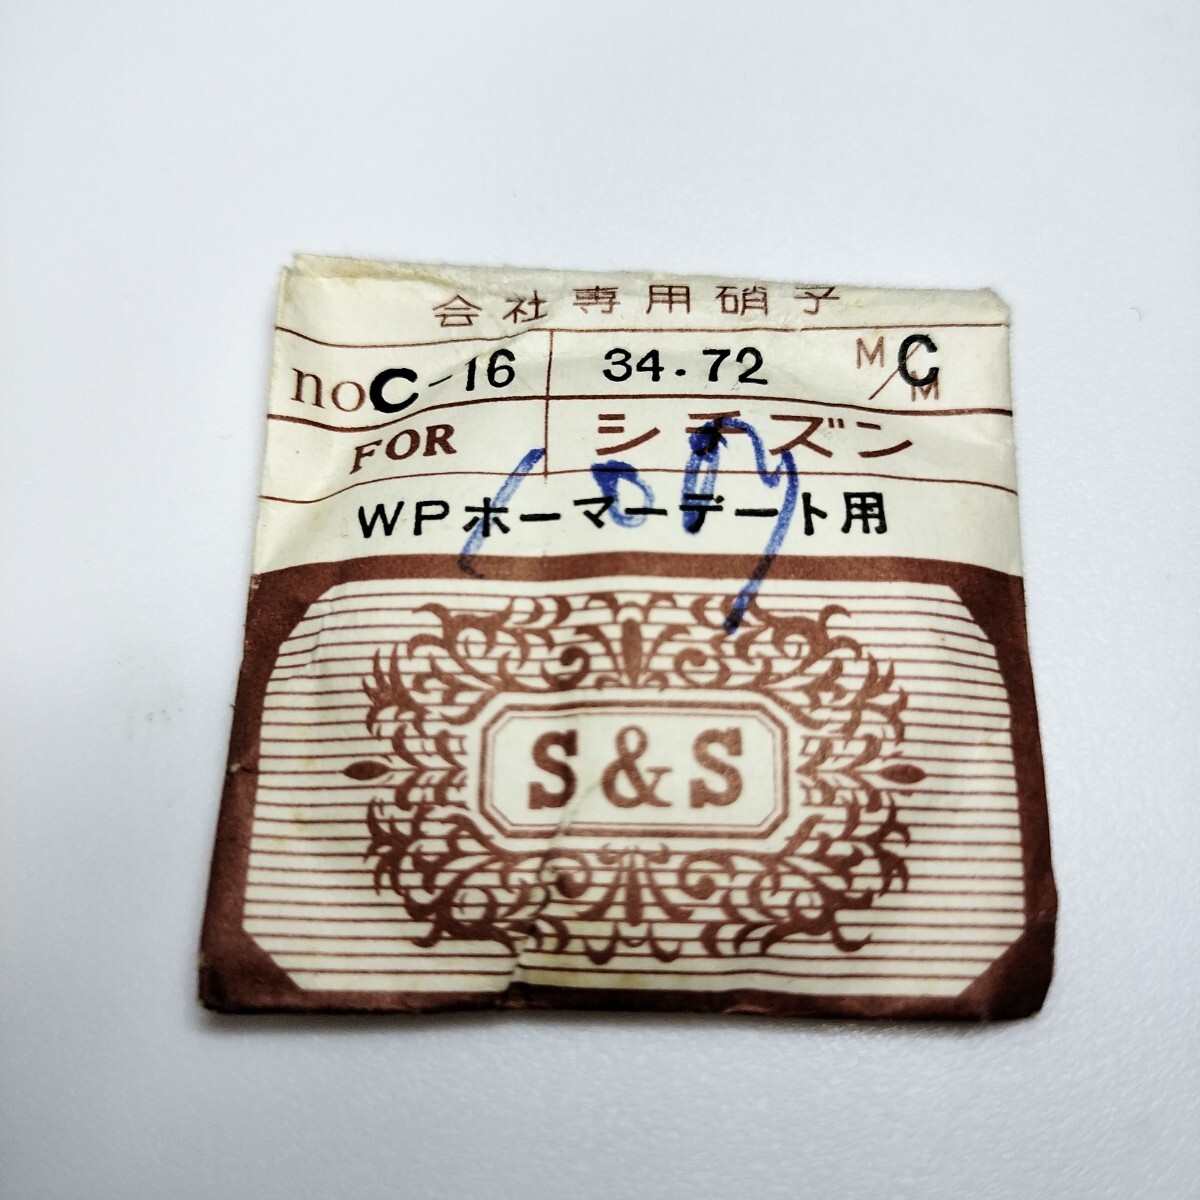 会社専用硝子
noC-16 34.72 M/M C
FOR シチズン
WPホーマーデート用
S&S